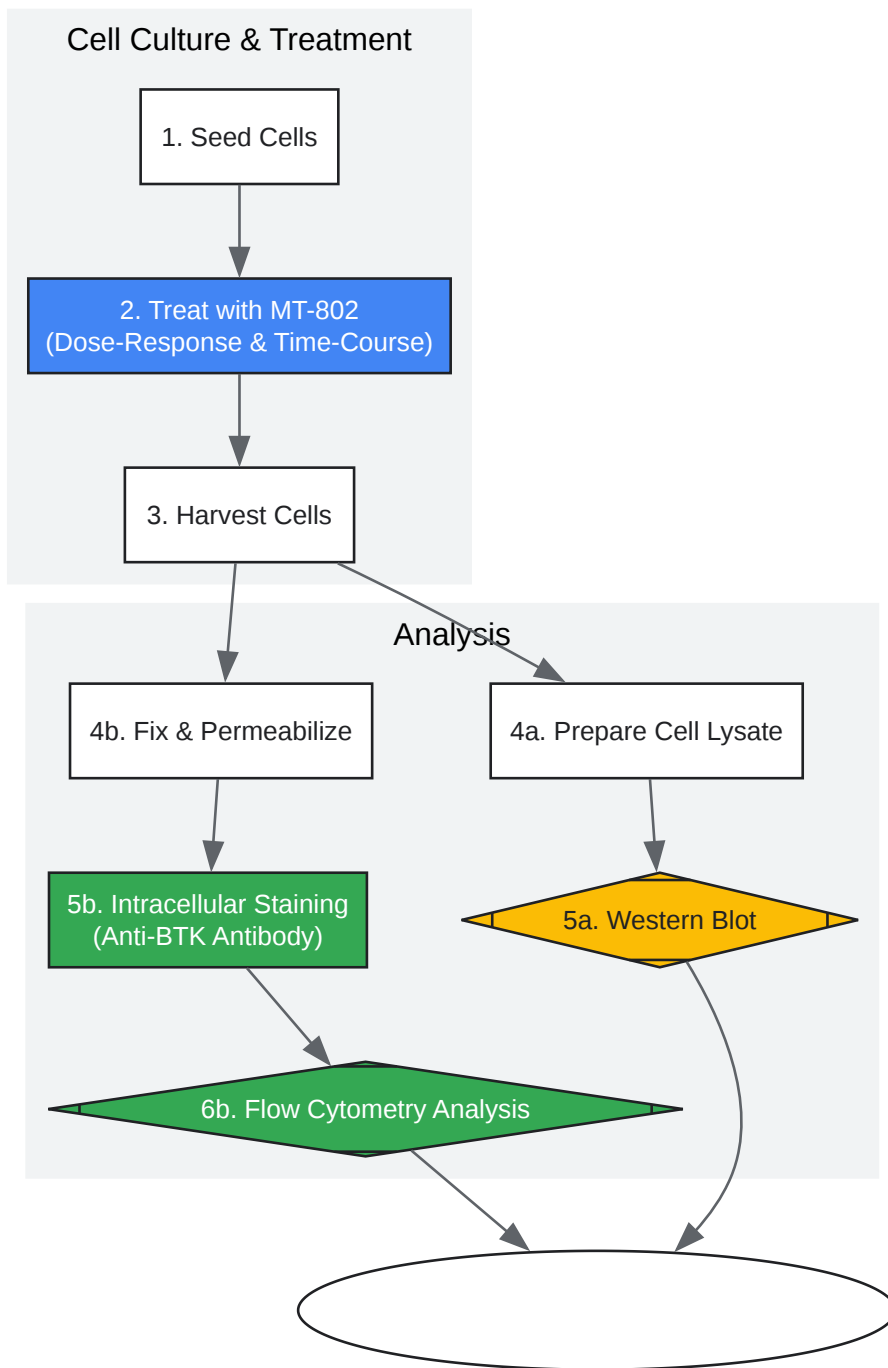 Cell Culture & Treatment
1. Seed Cells
2. Treat with MT-802
(Dose-Response & Time-Course)
3. Harvest Cells
Analysis
4b. Fix & Permeabilize
4a. Prepare Cell Lysate
5b. Intracellular Staining
(Anti-BTK Antibody)
5a. Western Blot
6b. Flow Cytometry Analysis